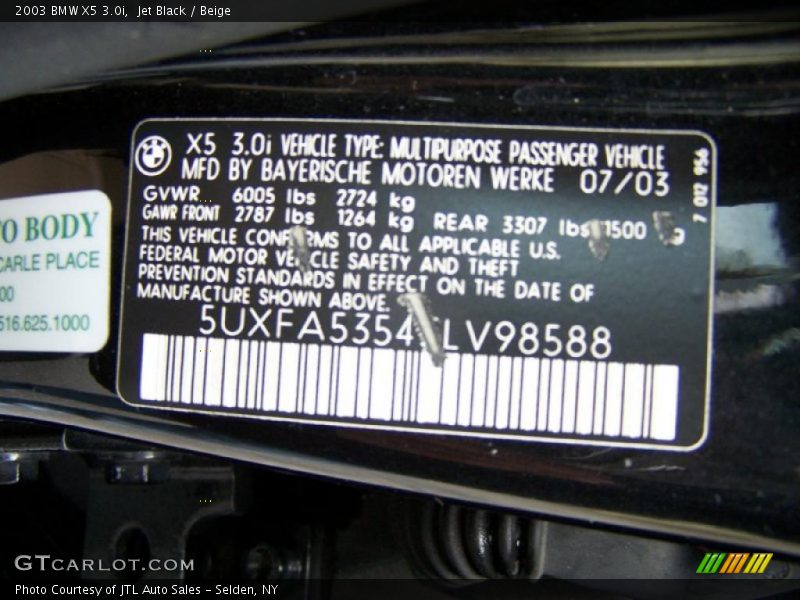 2003 BMW X5 3.0i, Jet Black / Beige
X5 3.0i VEHICLE TYPE: MULTIPURPOSE PASSENGER VEHICLE
MFD BY BAYERISCHE MOTOREN WERKE 07/03
GVWR 6005 lbs 2724 kg
GAWR FRONT 2787 lbs 1264 kg REAR 3307 lbs 1500
THIS VEHICLE CONFORMS TO ALL APPLICABLE U.S.
FEDERAL MOTOR VEHICLE SAFETY AND THEFT
PREVENTION STANDARDS IN EFFECT ON THE DATE OF
MANUFACTURE SHOWN ABOVE.
5UXFA5354 LV98588
7 012 956
TO BODY
CARLE PLACE
00
516.625.1000
GTCARLOT.COM
Photo Courtesy of JTL Auto Sales - Selden, NY